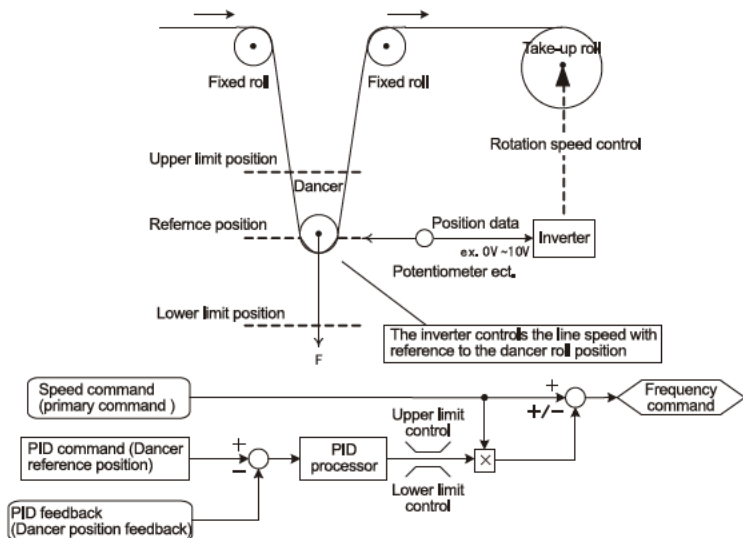 Fixed roll
Fixed roll
Take-up roll
Rotation speed control
Upper limit position
Dancer
Refernce position
Position data
ex. 0V ~10V
Inverter
Potentiometer ect.
Lower limit position
F
The inverter controls the line speed with
reference to the dancer roll position
Speed command
(primary command )
+
+/−
Frequency
command
Upper limit
control
PID command (Dancer
reference position)
+
−
PID
processor
×
Lower limit
control
PID feedback
(Dancer position feedback)